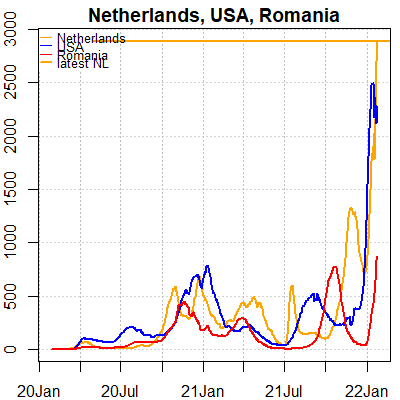 Netherlands, USA, Romania
3000
2500
2000
1500
1000
500
0
Netherlands
USA
Romania
latest NL
20Jan 20Jul 21Jan 21Jul 22Jan